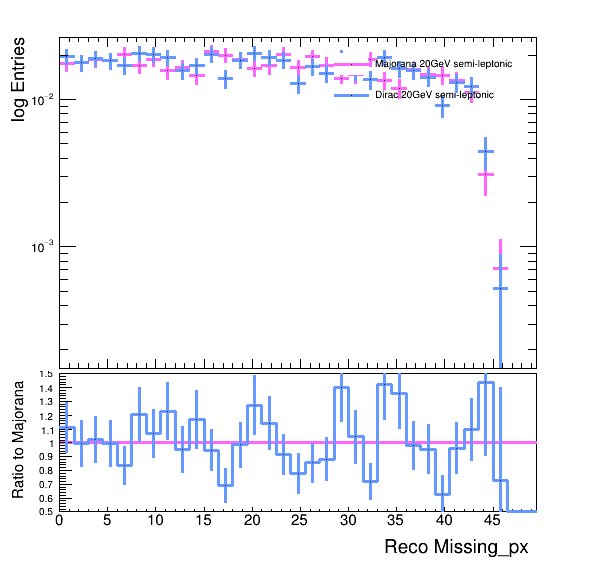 log Entries
10⁻²
10⁻³
Majorana 20GeV semi-leptonic
Dirac 20GeV semi-leptonic
Ratio to Majorana
1.5
1.4
1.3
1.2
1.1
1
0.9
0.8
0.7
0.6
0.5
0 5 10 15 20 25 30 35 40 45
Reco Missing_px